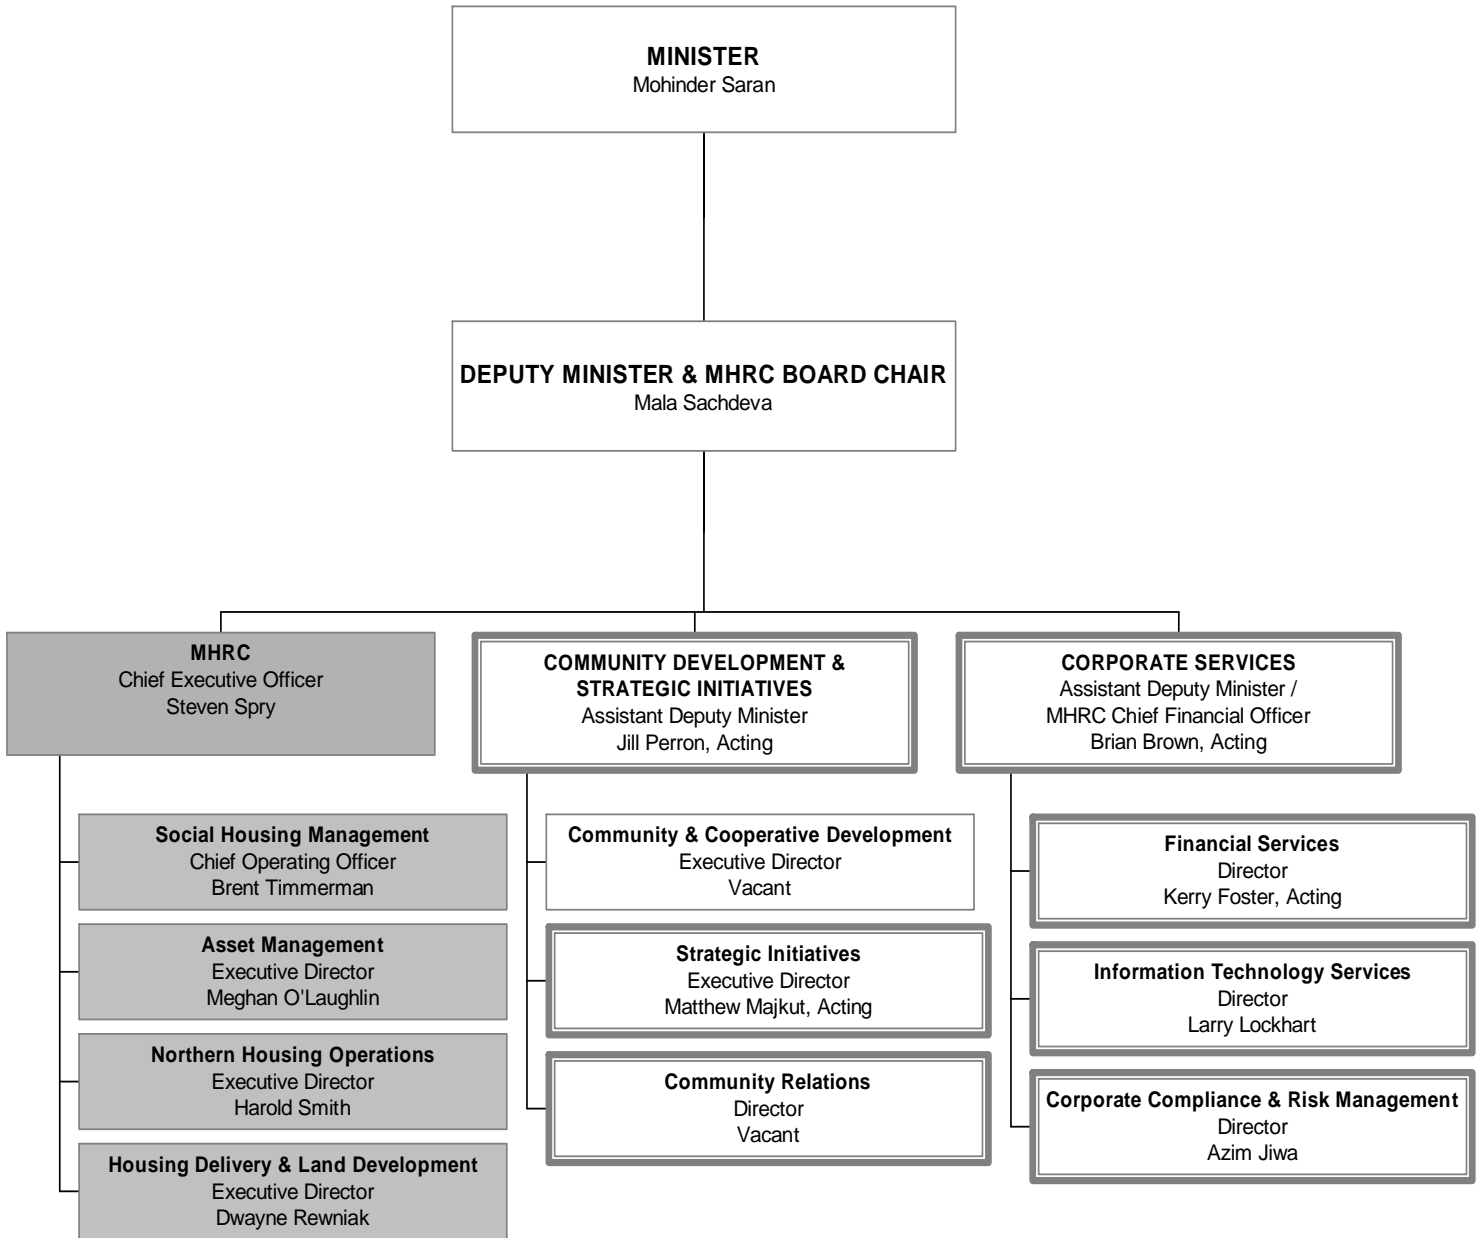 MINISTER
Mohinder Saran
DEPUTY MINISTER & MHRC BOARD CHAIR
Mala Sachdeva
MHRC
Chief Executive Officer
Steven Spry
Social Housing Management
Chief Operating Officer
Brent Timmerman
Asset Management
Executive Director
Meghan O'Laughlin
Northern Housing Operations
Executive Director
Harold Smith
Housing Delivery & Land Development
Executive Director
Dwayne Rewniak
COMMUNITY DEVELOPMENT &
STRATEGIC INITIATIVES
Assistant Deputy Minister
Jill Perron, Acting
Community & Cooperative Development
Executive Director
Vacant
Strategic Initiatives
Executive Director
Matthew Majkut, Acting
Community Relations
Director
Vacant
CORPORATE SERVICES
Assistant Deputy Minister /
MHRC Chief Financial Officer
Brian Brown, Acting
Financial Services
Director
Kerry Foster, Acting
Information Technology Services
Director
Larry Lockhart
Corporate Compliance & Risk Management
Director
Azim Jiwa